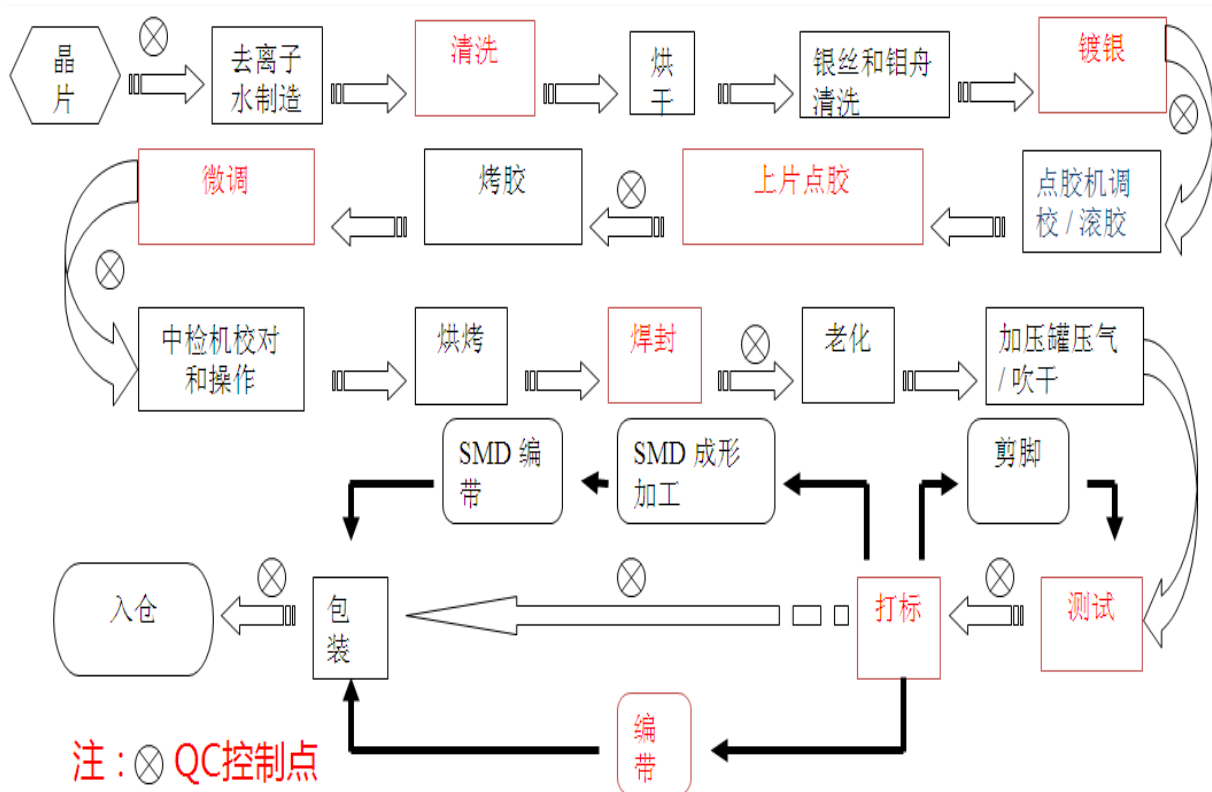 晶
片
去离子
水制造
清洗
烘
干
银丝和钼舟
清洗
镀银
微调
烤胶
上片点胶
点胶机调
校 / 滚胶
中检机校对
和操作
烘烤
焊封
老化
加压罐压气
/ 吹干
SMD 编
带
SMD 成形
加工
剪脚
入仓
包
装
打标
测试
编
带
注：⊗ QC控制点